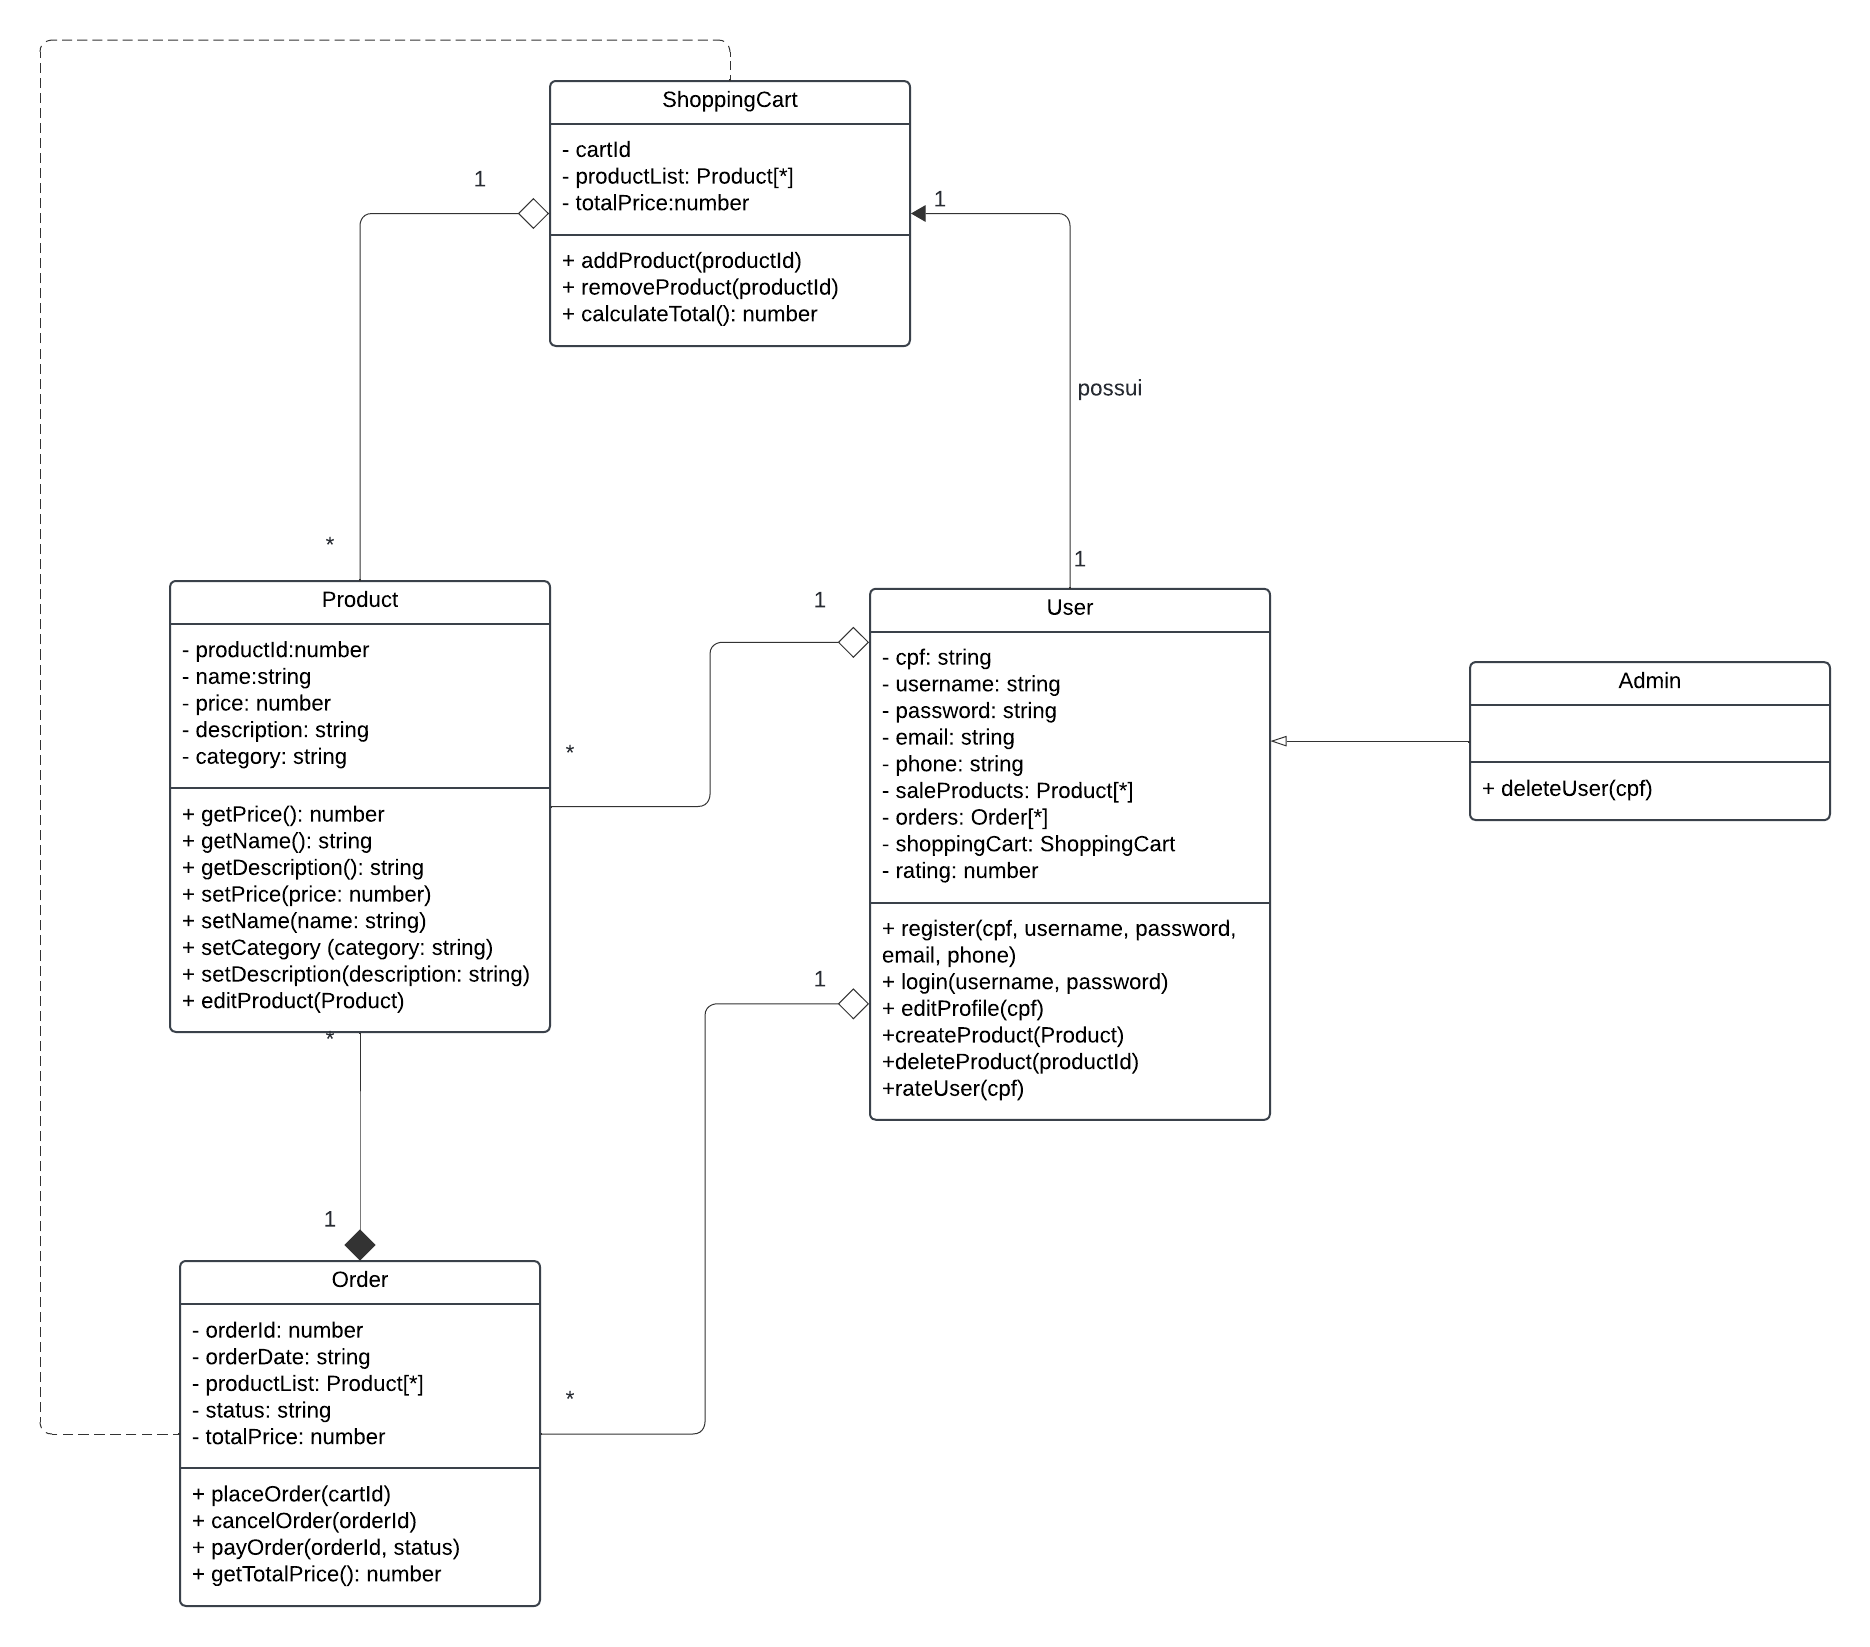 ShoppingCart
- cartId
- productList: Product[*]
- totalPrice:number
+ addProduct(productId)
+ removeProduct(productId)
+ calculateTotal(): number
1
1
possui
*
1
1
Product
- productId:number
- name:string
- price: number
- description: string
- category: string
+ getPrice(): number
+ getName(): string
+ getDescription(): string
+ setPrice(price: number)
+ setName(name: string)
+ setCategory (category: string)
+ setDescription(description: string)
+ editProduct(Product)
*
*
User
- cpf: string
- username: string
- password: string
- email: string
- phone: string
- saleProducts: Product[*]
- orders: Order[*]
- shoppingCart: ShoppingCart
- rating: number
+ register(cpf, username, password,
email, phone)
+ login(username, password)
+ editProfile(cpf)
+createProduct(Product)
+deleteProduct(productId)
+rateUser(cpf)
Admin
+ deleteUser(cpf)
1
1
*
Order
- orderId: number
- orderDate: string
- productList: Product[*]
- status: string
- totalPrice: number
+ placeOrder(cartId)
+ cancelOrder(orderId)
+ payOrder(orderId, status)
+ getTotalPrice(): number